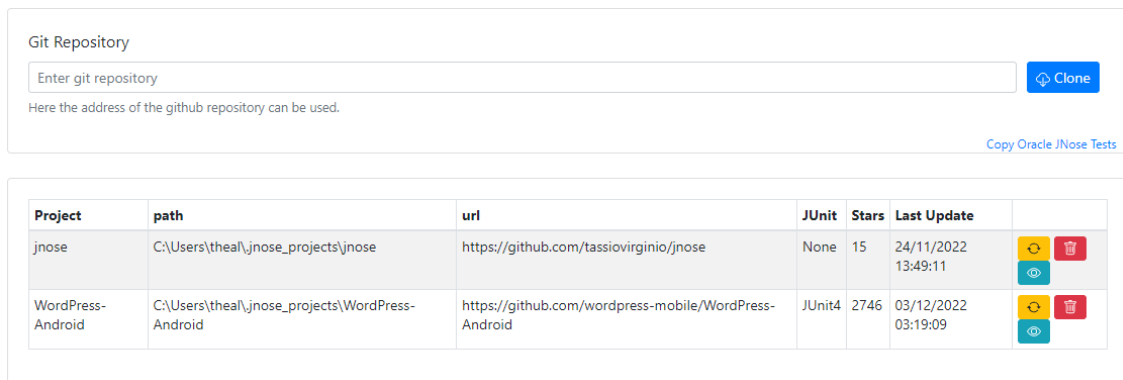 Git Repository
Enter git repository
Clone
Here the address of the github repository can be used.
Copy Oracle JNose Tests
Project path url JUnit Stars Last Update
jnose C:\Users\theal\.jnose_projects\jnose https://github.com/tassiovirginio/jnose None 15 24/11/2022
13:49:11
WordPress- C:\Users\theal\.jnose_projects\WordPress- https://github.com/wordpress-mobile/WordPress- JUnit4 2746 03/12/2022
Android Android Android 03:19:09